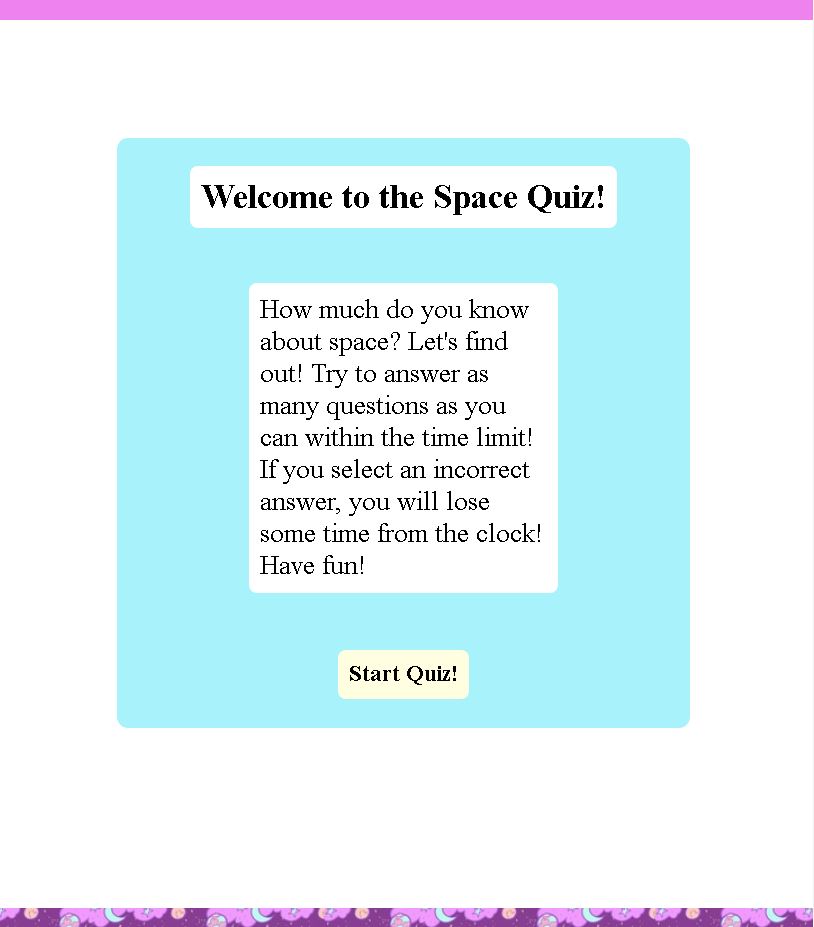 Welcome to the Space Quiz!
How much do you know
about space? Let's find
out! Try to answer as
many questions as you
can within the time limit!
If you select an incorrect
answer, you will lose
some time from the clock!
Have fun!
Start Quiz!